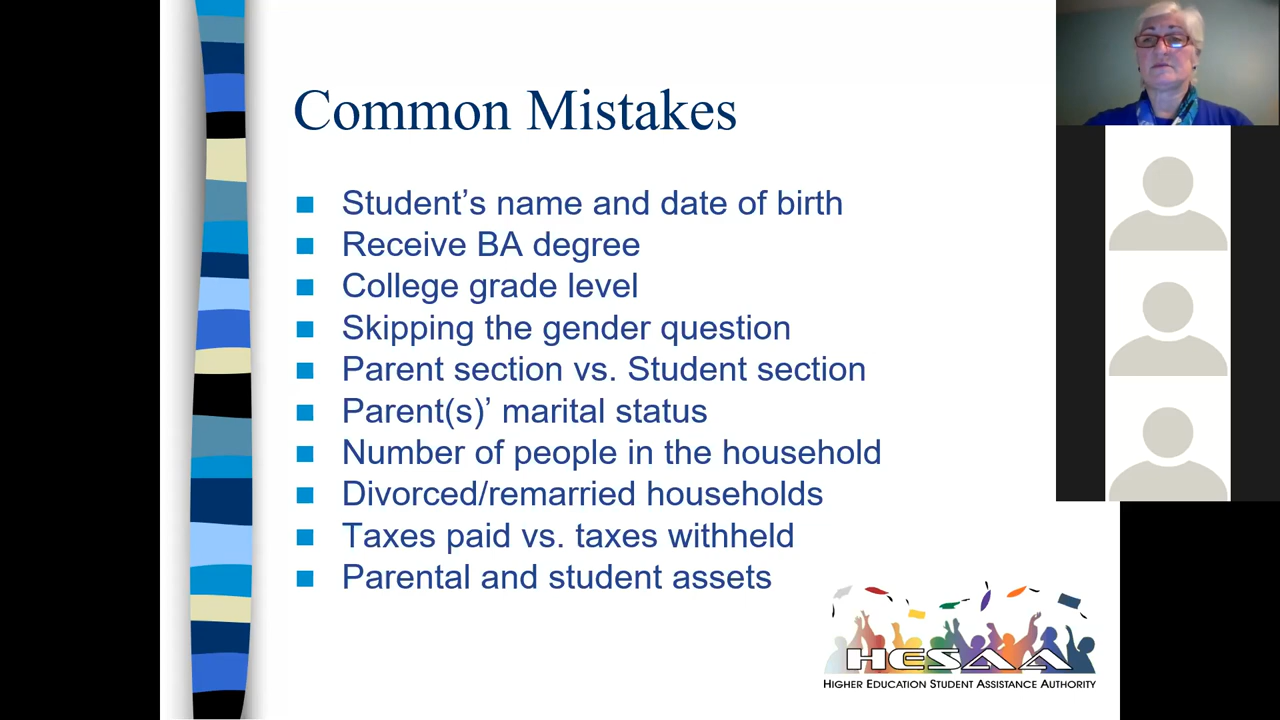 Common Mistakes
Student’s name and date of birth
Receive BA degree
College grade level
Skipping the gender question
Parent section vs. Student section
Parent(s)’ marital status
Number of people in the household
Divorced/remarried households
Taxes paid vs. taxes withheld
Parental and student assets
HESAA
HIGHER EDUCATION STUDENT ASSISTANCE AUTHORITY